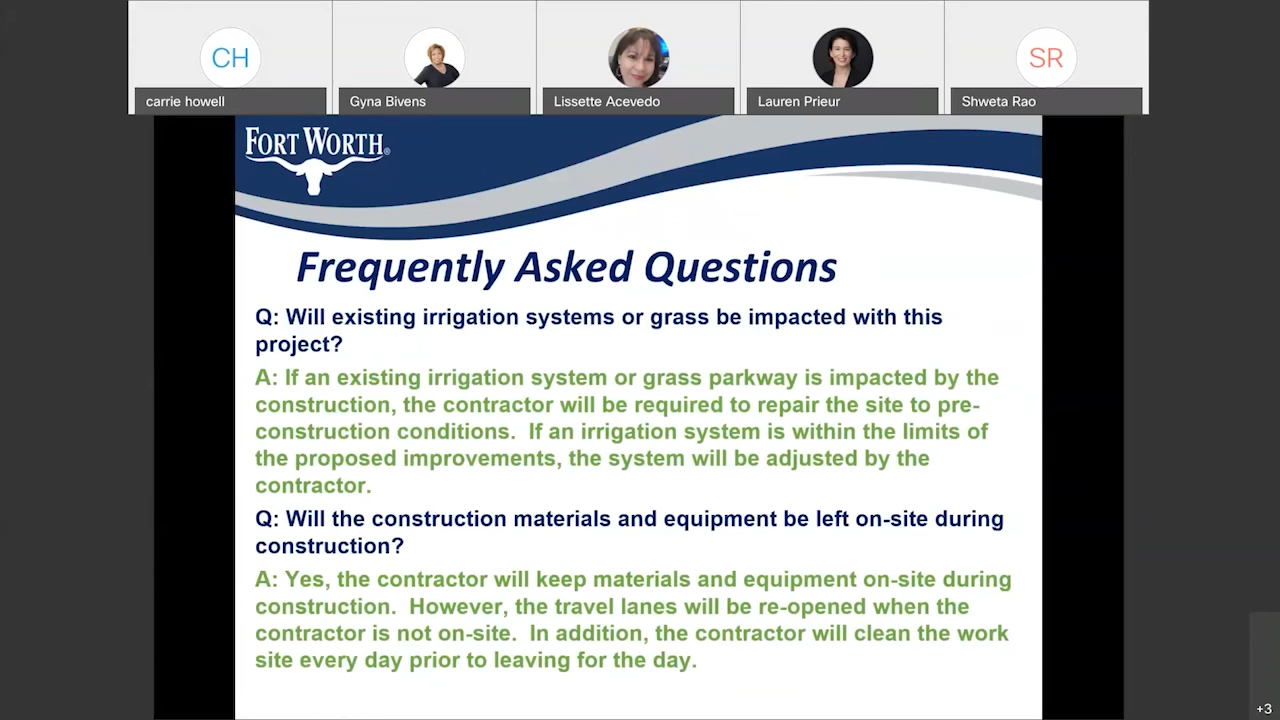 CH
SR
carrie howell
Gyna Bivens
Lissette Acevedo
Lauren Prieur
Shweta Rao
FORT WORTH®
Frequently Asked Questions
Q: Will existing irrigation systems or grass be impacted with this
project?
A: If an existing irrigation system or grass parkway is impacted by the
construction, the contractor will be required to repair the site to pre-
construction conditions.  If an irrigation system is within the limits of
the proposed improvements, the system will be adjusted by the
contractor.
Q: Will the construction materials and equipment be left on-site during
construction?
A: Yes, the contractor will keep materials and equipment on-site during
construction.  However, the travel lanes will be re-opened when the
contractor is not on-site.  In addition, the contractor will clean the work
site every day prior to leaving for the day.
+3